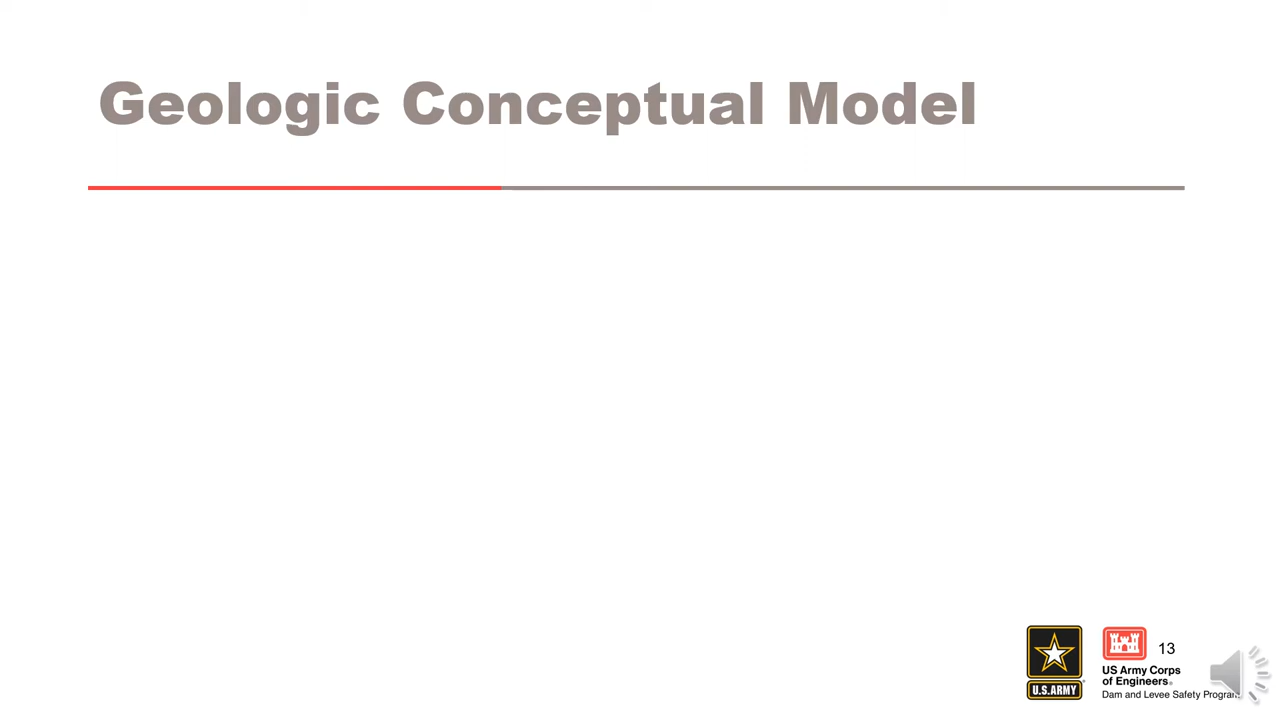 Geologic Conceptual Model
13
U.S.ARMY
US Army Corps
of Engineers®
Dam and Levee Safety Program